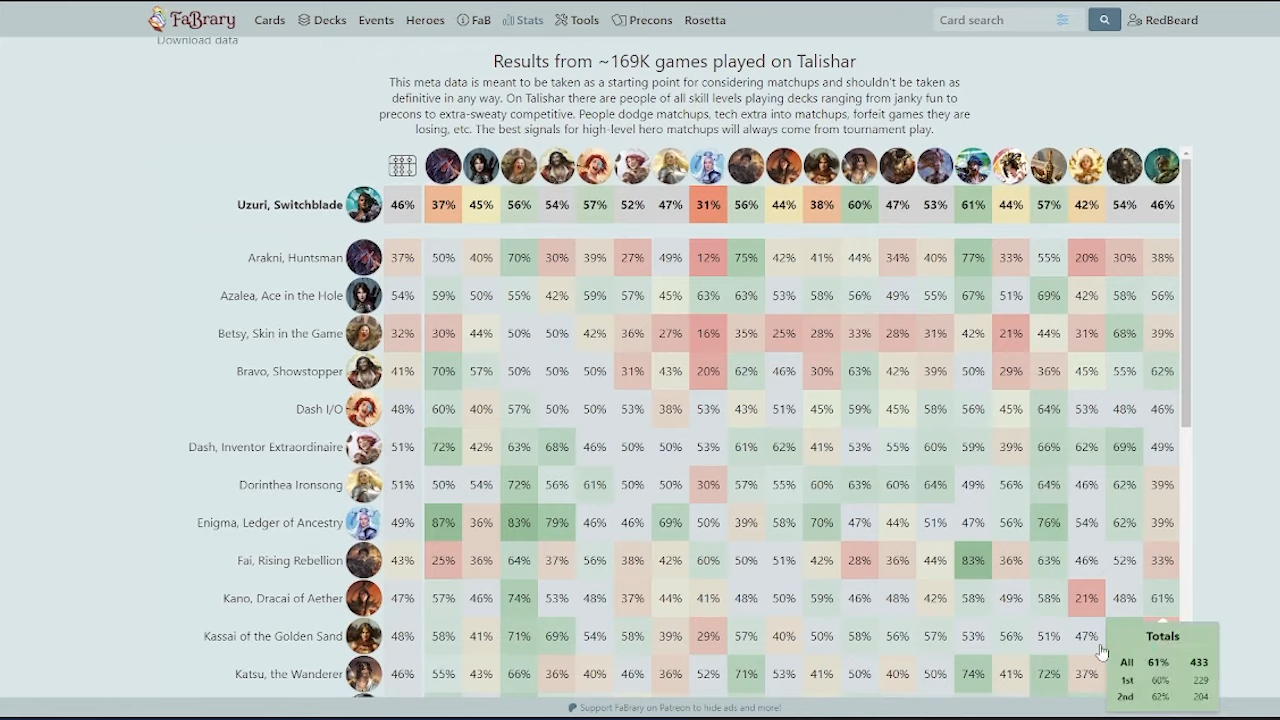 FaBrary Cards Decks Events Heroes FaB Stats Tools Precons Rosetta Card search RedBeard
Download data
Results from ~169K games played on Talishar
This meta data is meant to be taken as a starting point for considering matchups and shouldn't be taken as
definitive in any way. On Talishar there are people of all skill levels playing decks ranging from janky fun to
precons to extra-sweaty competitive. People dodge matchups, tech extra into matchups, forfeit games they are
losing, etc. The best signals for high-level hero matchups will always come from tournament play.
Uzuri, Switchblade 46% 37% 45% 56% 54% 57% 52% 47% 31% 56% 44% 38% 60% 47% 53% 61% 44% 57% 42% 54% 46%
Arakni, Huntsman 37% 50% 40% 70% 30% 39% 27% 49% 12% 75% 42% 41% 44% 34% 40% 77% 33% 55% 20% 30% 38%
Azalea, Ace in the Hole 54% 59% 50% 55% 42% 59% 57% 45% 63% 63% 53% 58% 56% 49% 55% 67% 51% 69% 42% 58% 56%
Betsy, Skin in the Game 32% 30% 44% 50% 50% 42% 36% 27% 16% 35% 25% 28% 33% 28% 31% 42% 21% 44% 31% 68% 39%
Bravo, Showstopper 41% 70% 57% 50% 50% 50% 31% 43% 20% 62% 46% 30% 63% 42% 39% 50% 29% 36% 45% 55% 62%
Dash I/O 48% 60% 40% 57% 50% 50% 53% 38% 53% 43% 51% 45% 59% 45% 58% 56% 45% 64% 53% 48% 46%
Dash, Inventor Extraordinaire 51% 72% 42% 63% 68% 46% 50% 50% 53% 61% 62% 41% 53% 55% 60% 59% 39% 66% 62% 69% 49%
Dorinthea Ironsong 51% 50% 54% 72% 56% 61% 50% 50% 30% 57% 55% 60% 63% 60% 64% 49% 56% 64% 46% 62% 39%
Enigma, Ledger of Ancestry 49% 87% 36% 83% 79% 46% 46% 69% 50% 39% 58% 70% 47% 44% 51% 47% 56% 76% 54% 62% 39%
Fai, Rising Rebellion 43% 25% 36% 64% 37% 56% 38% 42% 60% 50% 51% 42% 28% 36% 44% 83% 36% 63% 46% 52% 33%
Kano, Dracai of Aether 47% 57% 46% 74% 53% 48% 37% 44% 41% 48% 50% 59% 46% 48% 42% 58% 49% 58% 21% 48% 61%
Kassai of the Golden Sand 48% 58% 41% 71% 69% 54% 58% 39% 29% 57% 40% 50% 58% 56% 57% 53% 56% 51% 47%
Katsu, the Wanderer 46% 55% 43% 66% 36% 40% 46% 36% 52% 71% 53% 41% 50% 40% 50% 74% 41% 72% 37%
Totals
All 61% 433
1st 60% 229
2nd 62% 204
Support FaBrary on Patreon to hide ads and more!